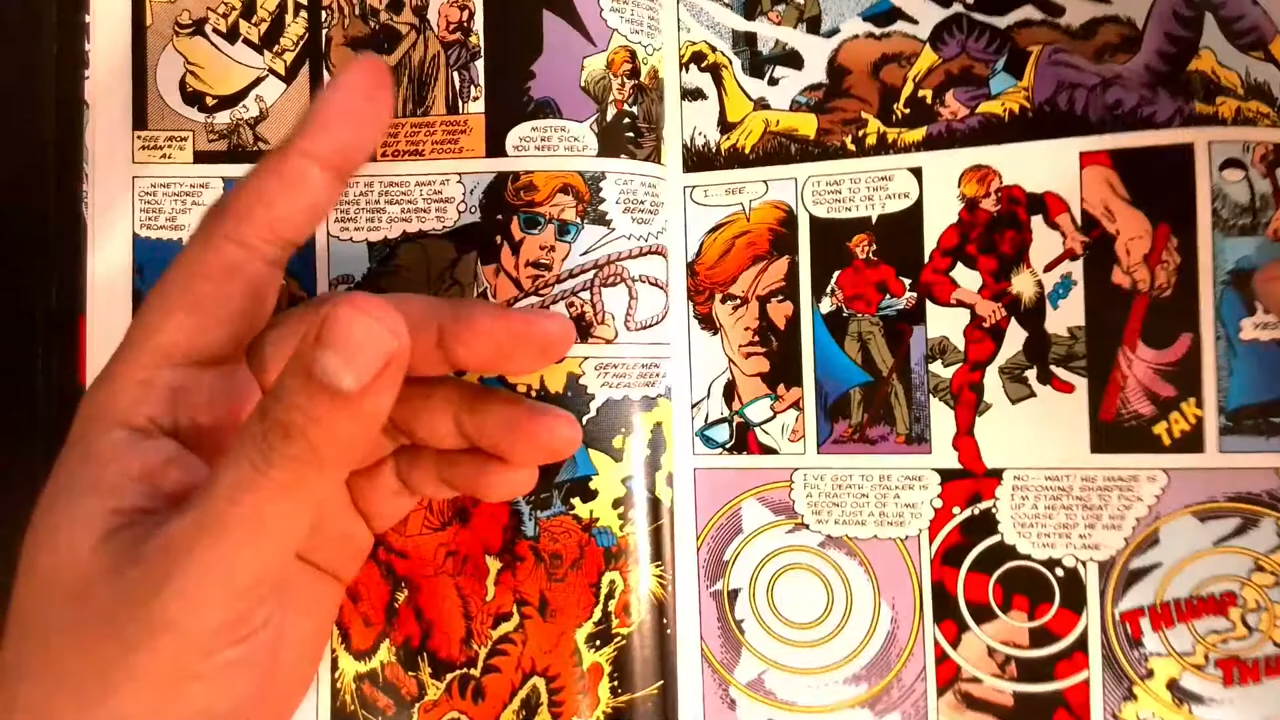 FEW SECONDS
AND I'LL HAVE
THESE ROPES
UNTIED!
*SEE IRON
MAN #116
-- AL.
THEY WERE FOOLS,
THE LOT OF THEM!
BUT THEY WERE
LOYAL FOOLS--
MISTER,
YOU'RE SICK!
YOU NEED HELP--
...NINETY-NINE...
ONE HUNDRED
THOU! IT'S ALL
HERE, JUST
LIKE HE
PROMISED!
BUT HE TURNED AWAY AT
THE LAST SECOND! I CAN
SENSE HIM HEADING TOWARD
THE OTHERS... RAISING HIS
ARMS! HE'S GOING TO--TO--
OH, MY GOD--!
CAT MAN!
APE MAN!
LOOK OUT
BEHIND
YOU!
GENTLEMEN,
IT HAS BEEN A
PLEASURE!
I...SEE...
IT HAD TO COME
DOWN TO THIS
SOONER OR LATER,
DIDN'T IT?
POK
TAK
YES
I'VE GOT TO BE CARE-
FUL! DEATH-STALKER IS
A FRACTION OF A
SECOND OUT OF TIME!
HE'S JUST A BLUR TO
MY RADAR-SENSE!
NO--WAIT! HIS IMAGE IS
BECOMING SHARPER.
I'M STARTING TO PICK
UP A HEARTBEAT. OF
COURSE! TO USE HIS
DEATH-GRIP HE HAS
TO ENTER MY
TIME-PLANE--
THUMP
THU